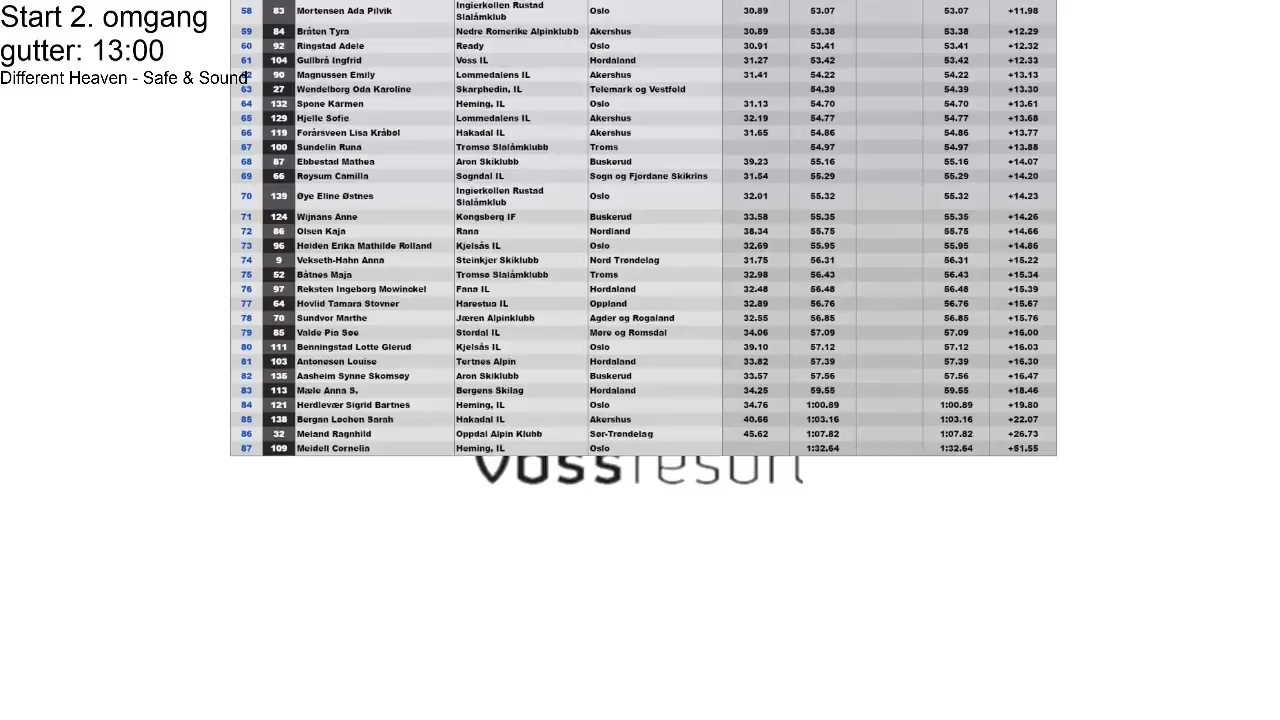 Start 2. omgang
gutter: 13:00
Different Heaven - Safe & Sound
58 83 Mortensen Ada Pilvik Ingierkollen Rustad Slalåmklub Oslo 30.89 53.07 53.07 +11.98
59 84 Bråten Tyra Nedre Romerike Alpinklubb Akershus 30.89 53.38 53.38 +12.29
60 92 Ringstad Adele Ready Oslo 30.91 53.41 53.41 +12.32
61 104 Gullbrå Ingfrid Voss IL Hordaland 31.27 53.42 53.42 +12.33
62 90 Magnussen Emily Lommedalens IL Akershus 31.41 54.22 54.22 +13.13
63 27 Wendelborg Oda Karoline Skarphedin, IL Telemark og Vestfold 54.39 54.39 +13.30
64 132 Spone Karmen Heming, IL Oslo 31.13 54.70 54.70 +13.61
65 129 Hjelle Sofie Lommedalens IL Akershus 32.19 54.77 54.77 +13.68
66 119 Forårsveen Lisa Kråbøl Hakadal IL Akershus 31.65 54.86 54.86 +13.77
67 100 Sundelin Runa Tromsø Slalåmklubb Troms 54.97 54.97 +13.88
68 87 Ebbestad Mathea Aron Skiklubb Buskerud 39.23 55.16 55.16 +14.07
69 66 Røysum Camilla Sogndal IL Sogn og Fjordane Skikrins 31.54 55.29 55.29 +14.20
70 139 Øye Eline Østnes Ingierkollen Rustad Slalåmklub Oslo 32.01 55.32 55.32 +14.23
71 124 Wijnans Anne Kongsberg IF Buskerud 33.58 55.35 55.35 +14.26
72 86 Olsen Kaja Rana Nordland 38.34 55.75 55.75 +14.66
73 96 Høiden Erika Mathilde Rolland Kjelsås IL Oslo 32.69 55.95 55.95 +14.86
74 9 Vekseth-Hahn Anna Steinkjer Skiklubb Nord Trøndelag 31.75 56.31 56.31 +15.22
75 52 Båtnes Maja Tromsø Slalåmklubb Troms 32.98 56.43 56.43 +15.34
76 97 Reksten Ingeborg Mowinckel Fana IL Hordaland 32.48 56.48 56.48 +15.39
77 64 Hovlid Tamara Stovner Harestua IL Oppland 32.89 56.76 56.76 +15.67
78 70 Sundvor Marthe Jæren Alpinklubb Agder og Rogaland 32.55 56.85 56.85 +15.76
79 85 Valde Pia Søe Stordal IL Møre og Romsdal 34.06 57.09 57.09 +16.00
80 111 Benningstad Lotte Glerud Kjelsås IL Oslo 39.10 57.12 57.12 +16.03
81 103 Antonesen Louise Tertnes Alpin Hordaland 33.82 57.39 57.39 +16.30
82 135 Aasheim Synne Skomsøy Aron Skiklubb Buskerud 33.57 57.56 57.56 +16.47
83 113 Mæle Anna S. Bergens Skilag Hordaland 34.25 59.55 59.55 +18.46
84 121 Herdlevær Sigrid Bartnes Heming, IL Oslo 34.76 1:00.89 1:00.89 +19.80
85 138 Bergan Løchen Sarah Hakadal IL Akershus 40.66 1:03.16 1:03.16 +22.07
86 32 Meland Ragnhild Oppdal Alpin Klubb Sør-Trøndelag 45.62 1:07.82 1:07.82 +26.73
87 109 Meidell Cornelia Heming, IL Oslo 1:32.64 1:32.64 +51.55
vossresort